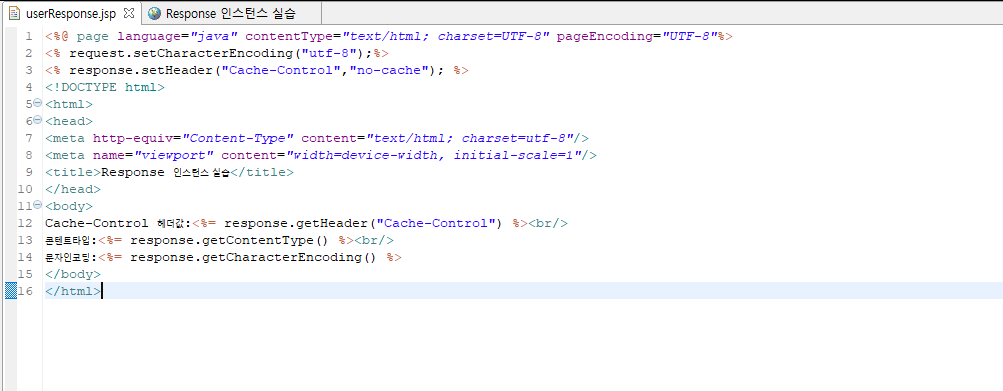 userResponse.jsp Response 인스턴스 실습
1 <%@ page language="java" contentType="text/html; charset=UTF-8" pageEncoding="UTF-8"%>
2 <% request.setCharacterEncoding("utf-8");%>
3 <% response.setHeader("Cache-Control","no-cache"); %>
4 <!DOCTYPE html>
5 <html>
6 <head>
7 <meta http-equiv="Content-Type" content="text/html; charset=utf-8"/>
8 <meta name="viewport" content="width=device-width, initial-scale=1"/>
9 <title>Response 인스턴스 실습</title>
10 </head>
11 <body>
12 Cache-Control 헤더값:<%= response.getHeader("Cache-Control") %><br/>
13 콘텐트타입:<%= response.getContentType() %><br/>
14 문자인코딩:<%= response.getCharacterEncoding() %>
15 </body>
16 </html>